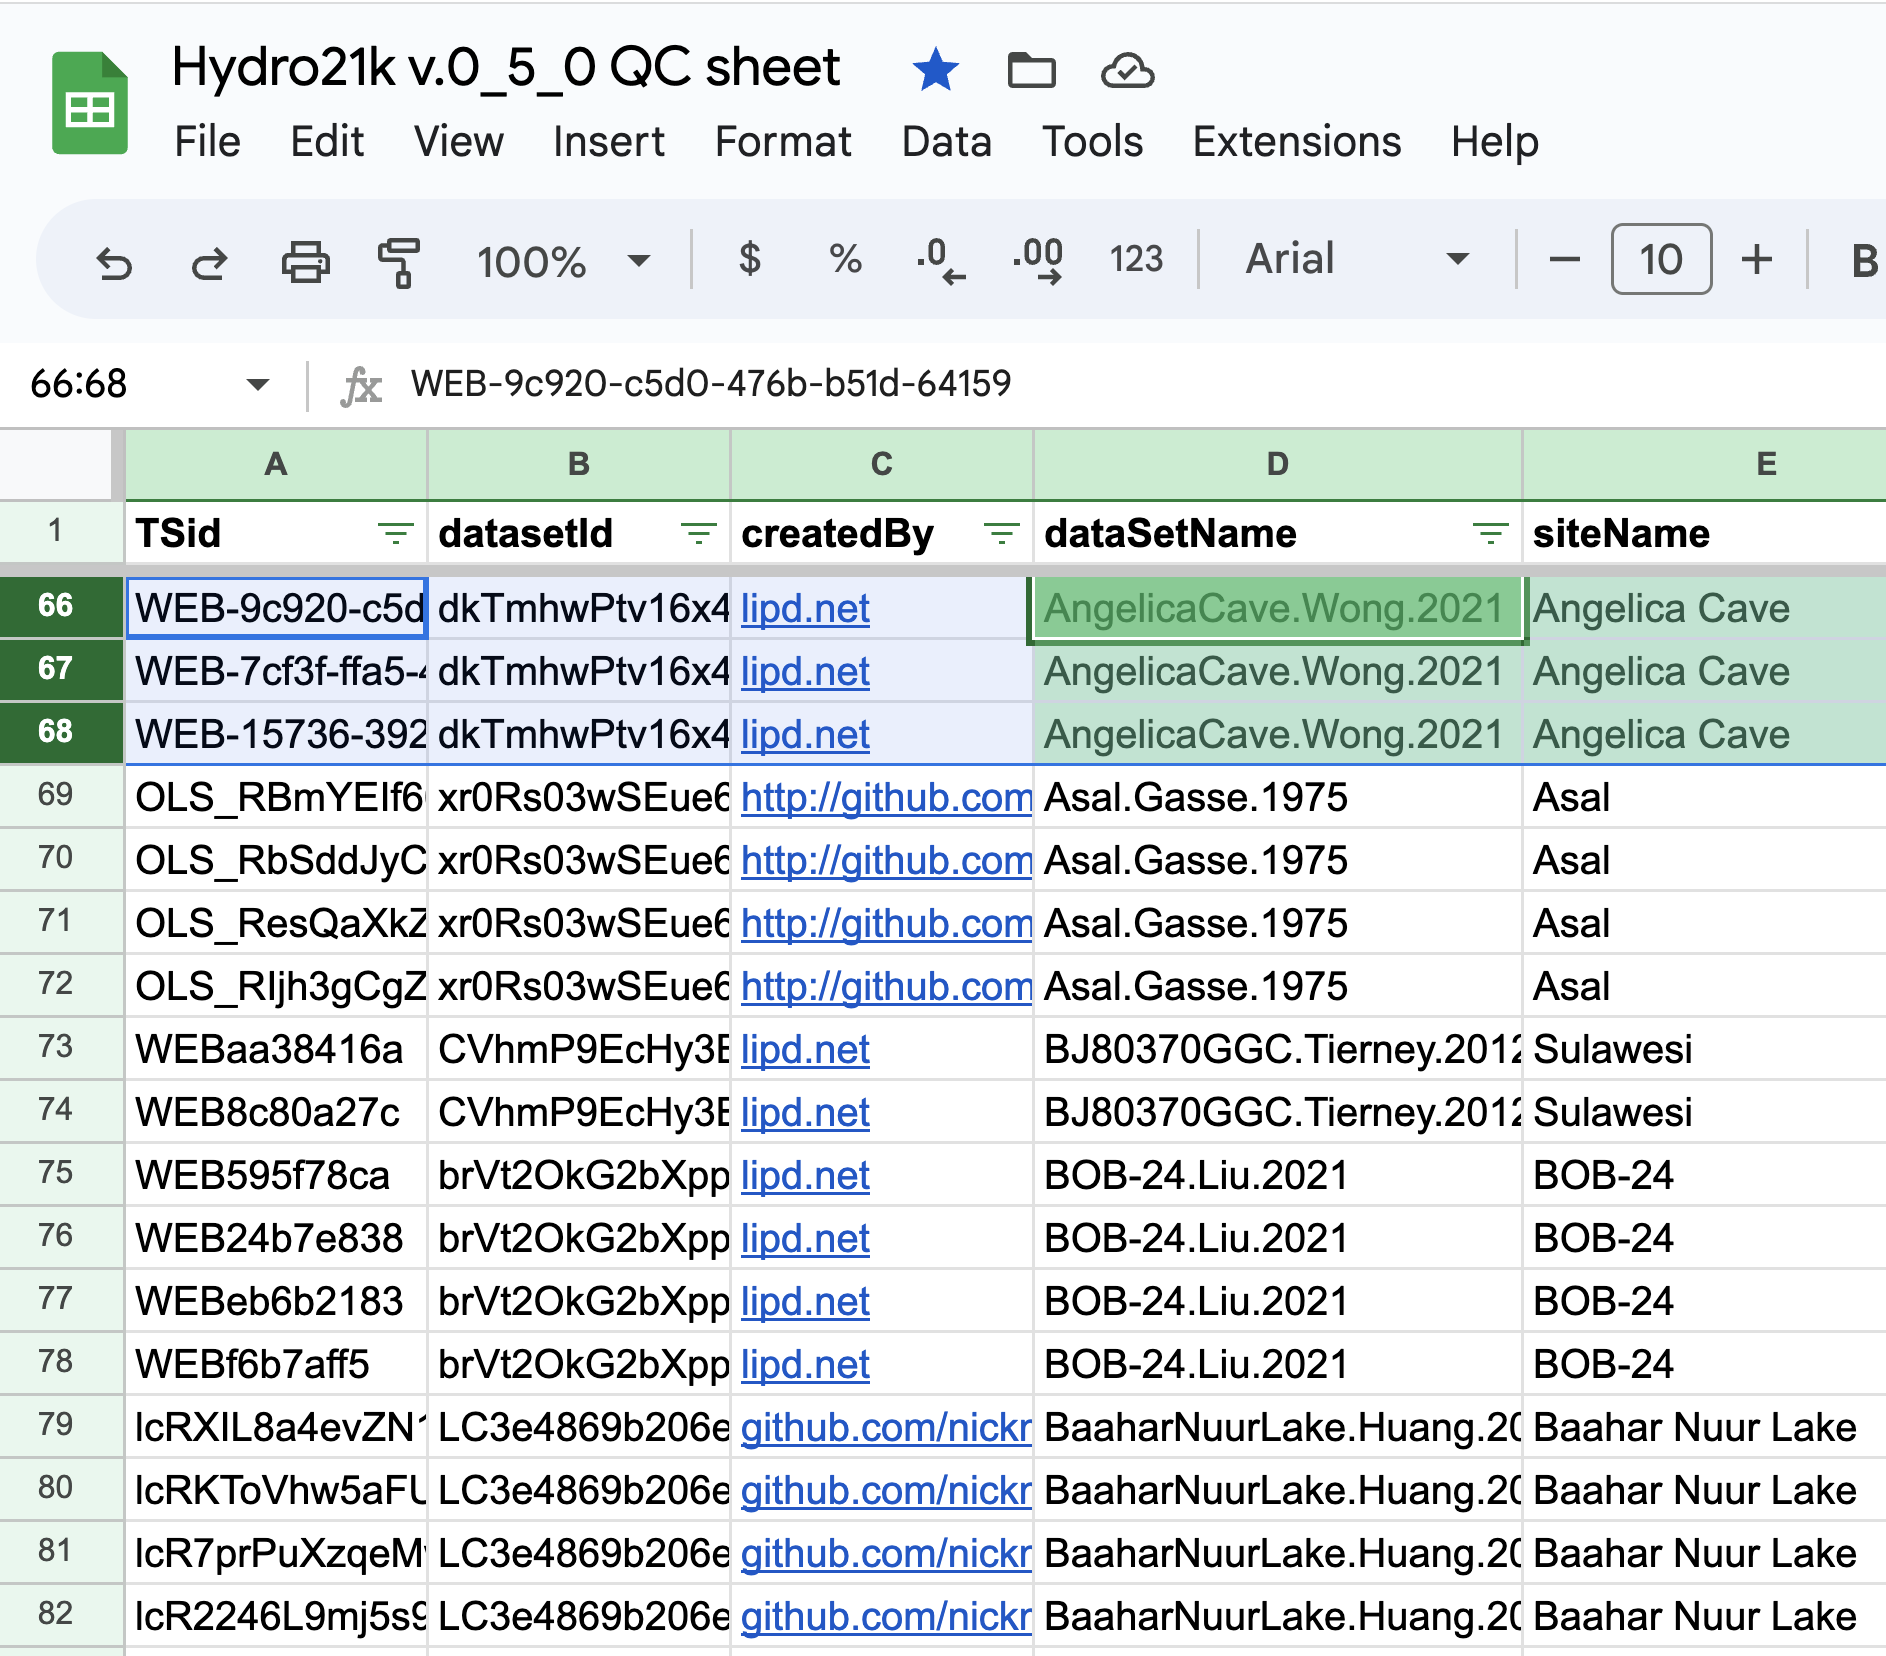 Hydro21k v.0_5_0 QC sheet
File Edit View Insert Format Data Tools Extensions Help
100% $ % .0 .00 123 Arial 10 B
66:68 fx WEB-9c920-c5d0-476b-b51d-64159
A B C D E
1 TSid datasetId createdBy dataSetName siteName
66 WEB-9c920-c5d dkTmhwPtv16x4 lipd.net AngelicaCave.Wong.2021 Angelica Cave
67 WEB-7cf3f-ffa5-4 dkTmhwPtv16x4 lipd.net AngelicaCave.Wong.2021 Angelica Cave
68 WEB-15736-392 dkTmhwPtv16x4 lipd.net AngelicaCave.Wong.2021 Angelica Cave
69 OLS_RBmYEIf6 xr0Rs03wSEue6 http://github.com Asal.Gasse.1975 Asal
70 OLS_RbSddJyC xr0Rs03wSEue6 http://github.com Asal.Gasse.1975 Asal
71 OLS_ResQaXkZ xr0Rs03wSEue6 http://github.com Asal.Gasse.1975 Asal
72 OLS_RIjh3gCgZ xr0Rs03wSEue6 http://github.com Asal.Gasse.1975 Asal
73 WEBaa38416a CVhmP9EcHy3E lipd.net BJ80370GGC.Tierney.2012 Sulawesi
74 WEB8c80a27c CVhmP9EcHy3E lipd.net BJ80370GGC.Tierney.2012 Sulawesi
75 WEB595f78ca brVt2OkG2bXpp lipd.net BOB-24.Liu.2021 BOB-24
76 WEB24b7e838 brVt2OkG2bXpp lipd.net BOB-24.Liu.2021 BOB-24
77 WEBeb6b2183 brVt2OkG2bXpp lipd.net BOB-24.Liu.2021 BOB-24
78 WEBf6b7aff5 brVt2OkG2bXpp lipd.net BOB-24.Liu.2021 BOB-24
79 lcRXIL8a4evZN1 LC3e4869b206e github.com/nickr BaaharNuurLake.Huang.20 Baahar Nuur Lake
80 lcRKToVhw5aFU LC3e4869b206e github.com/nickr BaaharNuurLake.Huang.20 Baahar Nuur Lake
81 lcR7prPuXzqeM LC3e4869b206e github.com/nickr BaaharNuurLake.Huang.20 Baahar Nuur Lake
82 lcR2246L9mj5s9 LC3e4869b206e github.com/nickr BaaharNuurLake.Huang.20 Baahar Nuur Lake